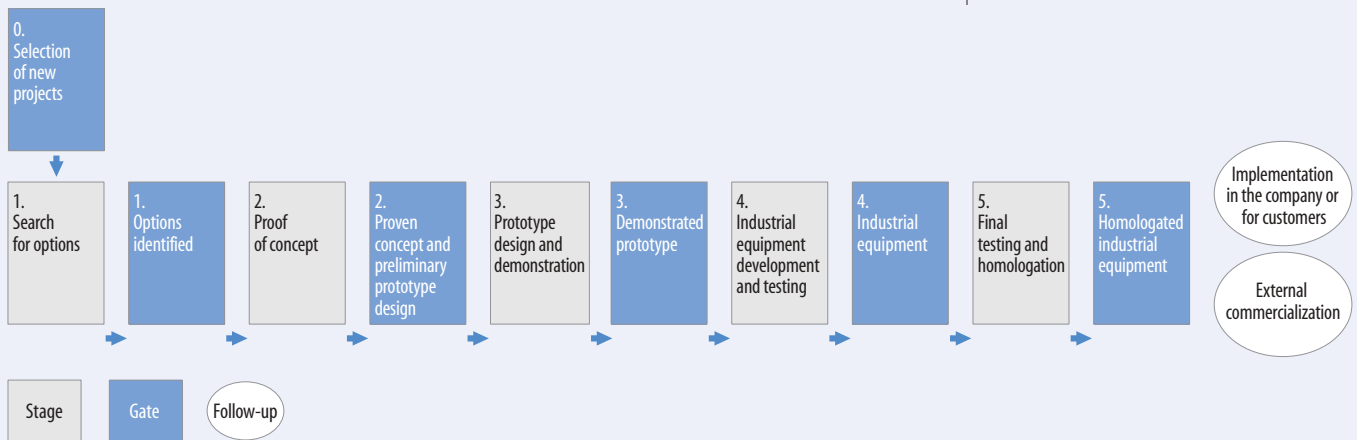 0.
Selection
of new
projects
1.
Search
for options
1.
Options
identified
2.
Proof
of concept
2.
Proven
concept and
preliminary
prototype
design
3.
Prototype
design and
demonstration
3.
Demonstrated
prototype
4.
Industrial
equipment
development
and testing
4.
Industrial
equipment
5.
Final
testing and
homologation
5.
Homologated
industrial
equipment
Implementation
in the company or
for customers
External
commercialization
Stage
Gate
Follow-up